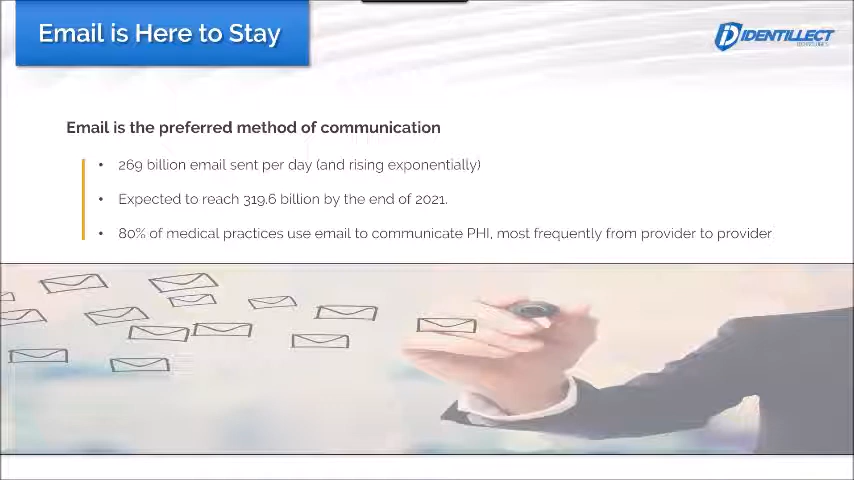 Email is Here to Stay
IDENTILLECT
Email is the preferred method of communication
• 269 billion email sent per day (and rising exponentially)
• Expected to reach 319.6 billion by the end of 2021.
• 80% of medical practices use email to communicate PHI, most frequently from provider to provider